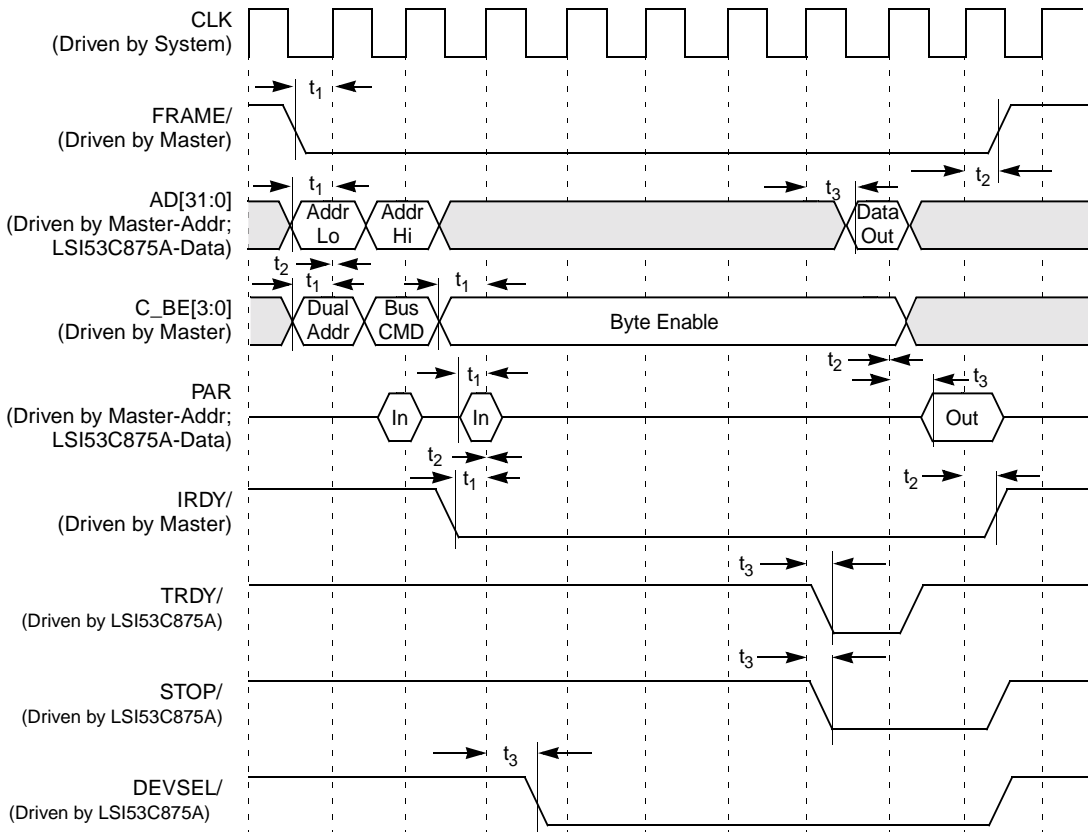 CLK
(Driven by System)
t1
FRAME/
(Driven by Master)
t2
t1
t3
AD[31:0]
(Driven by Master-Addr;
LSI53C875A-Data)
Addr
Lo
Addr
Hi
Data
Out
t2
t1
t1
C_BE[3:0]
(Driven by Master)
Dual
Addr
Bus
CMD
Byte Enable
t2
t1
t3
PAR
(Driven by Master-Addr;
LSI53C875A-Data)
In
In
Out
t2
t1
t2
IRDY/
(Driven by Master)
t3
TRDY/
(Driven by LSI53C875A)
t3
STOP/
(Driven by LSI53C875A)
t3
DEVSEL/
(Driven by LSI53C875A)